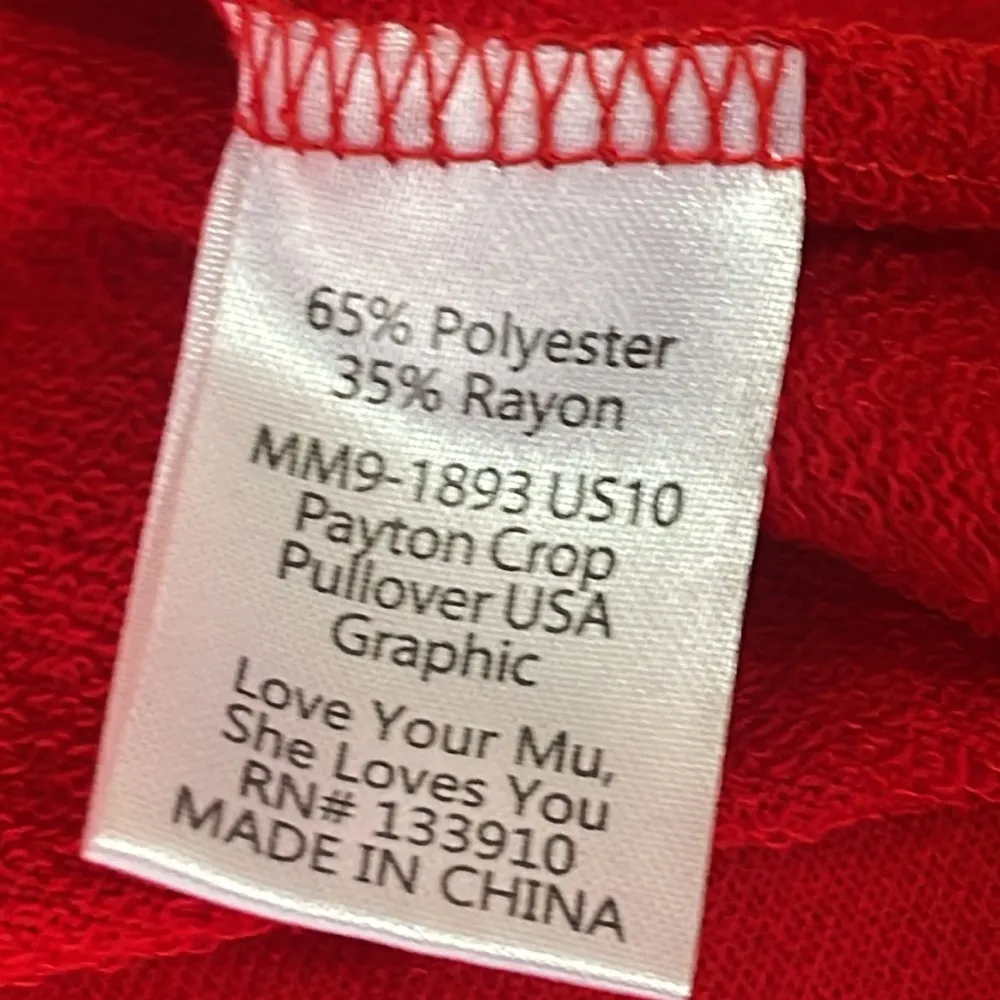 65% Polyester
35% Rayon
MM9-1893 US10
Payton Crop
Pullover USA
Graphic
Love Your Mu,
She Loves You
RN# 133910
MADE IN CHINA